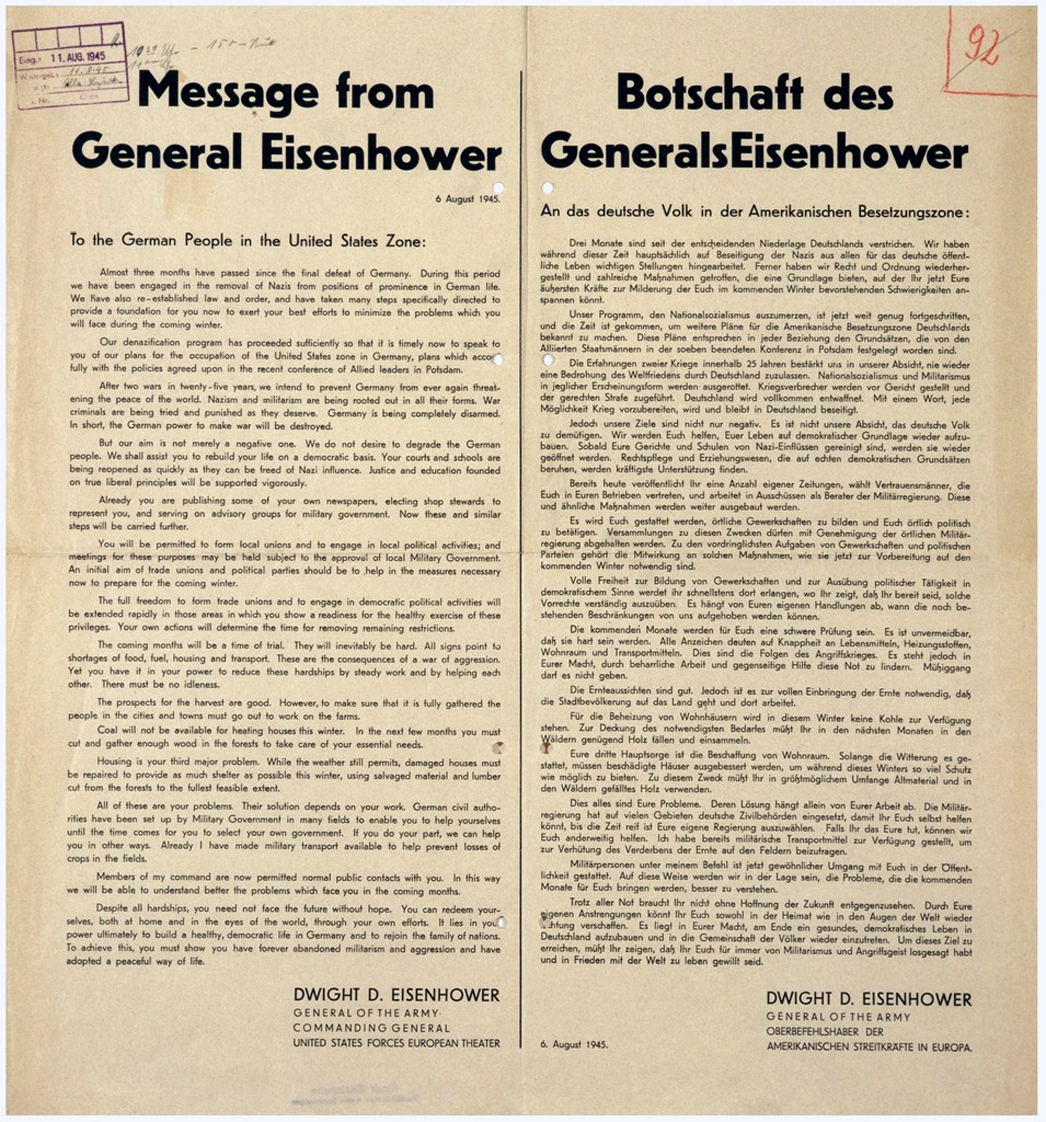 Eing.: 11. AUG. 1945
92
Message from
General Eisenhower
6 August 1945.
To the German People in the United States Zone:
Almost three months have passed since the final defeat of Germany. During this period
we have been engaged in the removal of Nazis from positions of prominence in German life.
We have also re-established law and order, and have taken many steps specifically directed to
provide a foundation for you now to exert your best efforts to minimize the problems which you
will face during the coming winter.
Our denazification program has proceeded sufficiently so that it is timely now to speak to
you of our plans for the occupation of the United States zone in Germany, plans which
fully with the policies agreed upon in the recent conference of Allied leaders in Potsdam.
After two wars in twenty-five years, we intend to prevent Germany from ever again threat-
ening the peace of the world. Nazism and militarism are being rooted out in all their forms. War
criminals are being tried and punished as they deserve. Germany is being completely disarmed.
In short, the German power to make war will be destroyed.
But our aim is not merely a negative one. We do not desire to degrade the German
people. We shall assist you to rebuild your life on a democratic basis. Your courts and schools are
being reopened as quickly as they can be freed of Nazi influence. Justice and education founded
on true liberal principles will be supported vigorously.
Already you are publishing some of your own newspapers, electing shop stewards to
represent you, and serving on advisory groups for military government. Now these and similar
steps will be carried further.
You will be permitted to form local unions and to engage in local political activities; and
meetings for these purposes may be held subject to the approval of local Military Government.
An initial aim of trade unions and political parties should be to help in the measures necessary
now to prepare for the coming winter.
The full freedom to form trade unions and to engage in democratic political activities will
be extended rapidly in those areas in which you show a readiness for the healthy exercise of these
privileges. Your own actions will determine the time for removing remaining restrictions.
The coming months will be a time of trial. They will inevitably be hard. All signs point to
shortages of food, fuel, housing and transport. These are the consequences of a war of aggression.
Yet you have it in your power to reduce these hardships by steady work and by helping each
other. There must be no idleness.
The prospects for the harvest are good. However, to make sure that it is fully gathered the
people in the cities and towns must go out to work on the farms.
Coal will not be available for heating houses this winter. In the next few months you must
cut and gather enough wood in the forests to take care of your essential needs.
Housing is your third major problem. While the weather still permits, damaged houses must
be repaired to provide as much shelter as possible this winter, using salvaged material and lumber
cut from the forests to the fullest feasible extent.
All of these are your problems. Their solution depends on your work. German civil autho-
rities have been set up by Military Government in many fields to enable you to help yourselves
until the time comes for you to select your own government. If you do your part, we can help
you in other ways. Already I have made military transport available to help prevent losses of
crops in the fields.
Members of my command are now permitted normal public contacts with you. In this way
we will be able to understand better the problems which face you in the coming months.
Despite all hardships, you need not face the future without hope. You can redeem your-
selves, both at home and in the eyes of the world, through your own efforts. It lies in your
power ultimately to build a healthy, democratic life in Germany and to rejoin the family of nations.
To achieve this, you must show you have forever abandoned militarism and aggression and have
adopted a peaceful way of life.
DWIGHT D. EISENHOWER
GENERAL OF THE ARMY
COMMANDING GENERAL
UNITED STATES FORCES EUROPEAN THEATER
Botschaft des
Generals Eisenhower
An das deutsche Volk in der Amerikanischen Besetzungszone:
Drei Monate sind seit der entscheidenden Niederlage Deutschlands verstrichen. Wir haben
während dieser Zeit hauptsächlich auf Beseitigung der Nazis aus allen für das deutsche öffent-
liche Leben wichtigen Stellungen hingearbeitet. Ferner haben wir Recht und Ordnung wiederher-
gestellt und zahlreiche Maßnahmen getroffen, die eine Grundlage bieten, auf der Ihr jetzt Eure
äußersten Kräfte zur Milderung der Euch im kommenden Winter bevorstehenden Schwierigkeiten an-
spannen könnt.
Unser Programm, den Nationalsozialismus auszumerzen, ist jetzt weit genug fortgeschritten,
und die Zeit ist gekommen, um weitere Pläne für die Amerikanische Besetzungszone Deutschlands
bekannt zu machen. Diese Pläne entsprechen in jeder Beziehung den Grundsätzen, die von den
Alliierten Staatsmännern in der soeben beendeten Konferenz in Potsdam festgelegt worden sind.
Die Erfahrungen zweier Kriege innerhalb 25 Jahren bestärkt uns in unserer Absicht, nie wieder
eine Bedrohung des Weltfriedens durch Deutschland zuzulassen. Nationalsozialismus und Militarismus
in jeglicher Erscheinungsform werden ausgerottet. Kriegsverbrecher werden vor Gericht gestellt und
der gerechten Strafe zugeführt. Deutschland wird vollkommen entwaffnet. Mit einem Wort, jede
Möglichkeit Krieg vorzubereiten, wird und bleibt in Deutschland beseitigt.
Jedoch unsere Ziele sind nicht nur negativ. Es ist nicht unsere Absicht, das deutsche Volk
zu demütigen. Wir werden Euch helfen, Euer Leben auf demokratischer Grundlage wieder aufzu-
bauen. Sobald Eure Gerichte und Schulen von Nazi-Einflüssen gereinigt sind, werden sie wieder
geöffnet werden. Rechtspflege und Erziehungswesen, die auf echten demokratischen Grundsätzen
beruhen, werden kräftigste Unterstützung finden.
Bereits heute veröffentlicht Ihr eine Anzahl eigener Zeitungen, wählt Vertrauensmänner, die
Euch in Euren Betrieben vertreten, und arbeitet in Ausschüssen als Berater der Militärregierung. Diese
und ähnliche Maßnahmen werden weiter ausgebaut werden.
Es wird Euch gestattet werden, örtliche Gewerkschaften zu bilden und Euch örtlich politisch
zu betätigen. Versammlungen zu diesen Zwecken dürfen mit Genehmigung der örtlichen Militär-
regierung abgehalten werden. Zu den vordringlichsten Aufgaben von Gewerkschaften und politischen
Parteien gehört die Mitwirkung an solchen Maßnahmen, wie sie jetzt zur Vorbereitung auf den
kommenden Winter notwendig sind.
Volle Freiheit zur Bildung von Gewerkschaften und zur Ausübung politischer Tätigkeit in
demokratischem Sinne werdet ihr schnellstens dort erlangen, wo Ihr zeigt, daß Ihr bereit seid, solche
Vorrechte verständig auszuüben. Es hängt von Euren eigenen Handlungen ab, wann die noch be-
stehenden Beschränkungen von uns aufgehoben werden können.
Die kommenden Monate werden für Euch eine schwere Prüfung sein. Es ist unvermeidbar,
daß sie hart sein werden. Alle Anzeichen deuten auf Knappheit an Lebensmitteln, Heizungsstoffen,
Wohnraum und Transportmitteln. Dies sind die Folgen des Angriffskrieges. Es steht jedoch in
Eurer Macht, durch beharrliche Arbeit und gegenseitige Hilfe diese Not zu lindern. Müßiggang
darf es nicht geben.
Die Ernteaussichten sind gut. Jedoch ist es zur vollen Einbringung der Ernte notwendig, daß
die Stadtbevölkerung auf das Land geht und dort arbeitet.
Für die Beheizung von Wohnhäusern wird in diesem Winter keine Kohle zur Verfügung
stehen. Zur Deckung des notwendigsten Bedarfes müßt Ihr in den nächsten Monaten in den
Wäldern genügend Holz fällen und einsammeln.
Eure dritte Hauptsorge ist die Beschaffung von Wohnraum. Solange die Witterung es ge-
stattet, müssen beschädigte Häuser ausgebessert werden, um während dieses Winters so viel Schutz
wie möglich zu bieten. Zu diesem Zweck müßt Ihr in größtmöglichem Umfange Altmaterial und in
den Wäldern gefälltes Holz verwenden.
Dies alles sind Eure Probleme. Deren Lösung hängt allein von Eurer Arbeit ab. Die Militär-
regierung hat auf vielen Gebieten deutsche Zivilbehörden eingesetzt, damit Ihr Euch selbst helfen
könnt, bis die Zeit reif ist Eure eigene Regierung auszuwählen. Falls Ihr das Eure tut, können wir
Euch anderweitig helfen. Ich habe bereits militärische Transportmittel zur Verfügung gestellt, um
zur Verhütung des Verderbens der Ernte auf den Feldern beizutragen.
Militärpersonen unter meinem Befehl ist jetzt gewöhnlicher Umgang mit Euch in der Öffent-
lichkeit gestattet. Auf diese Weise werden wir in der Lage sein, die Probleme, die die kommenden
Monate für Euch bringen werden, besser zu verstehen.
Trotz aller Not braucht Ihr nicht ohne Hoffnung der Zukunft entgegenzusehen. Durch Eure
eigenen Anstrengungen könnt Ihr Euch sowohl in der Heimat wie in den Augen der Welt wieder
Achtung verschaffen. Es liegt in Eurer Macht, am Ende ein gesundes, demokratisches Leben in
Deutschland aufzubauen und in die Gemeinschaft der Völker wieder einzutreten. Um dieses Ziel zu
erreichen, müßt Ihr zeigen, daß Ihr Euch für immer von Militarismus und Angriffsgeist losgesagt habt
und in Frieden mit der Welt zu leben gewillt seid.
DWIGHT D. EISENHOWER
GENERAL OF THE ARMY
OBERBEFEHLSHABER DER
AMERIKANISCHEN STREITKRÄFTE IN EUROPA.
6. August 1945.